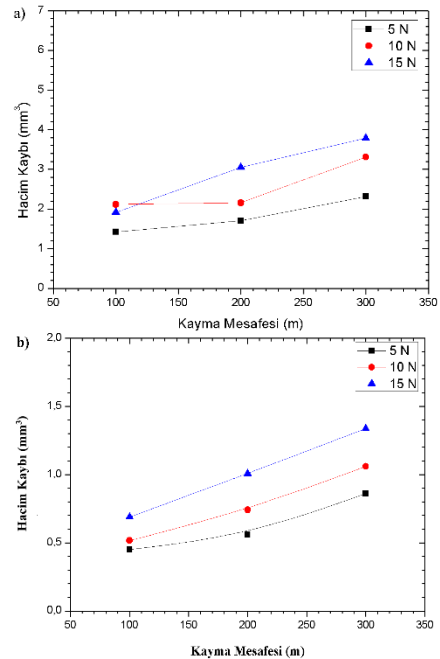 a)
7
6
5
4
3
2
1
0
Hacim Kaybı (mm³)
5 N
10 N
15 N
50 100 150 200 250 300 350
Kayma Mesafesi (m)
b)
2.0
1.5
1.0
0.5
0.0
Hacim Kaybı (mm³)
5 N
10 N
15 N
50 100 150 200 250 300 350
Kayma Mesafesi (m)